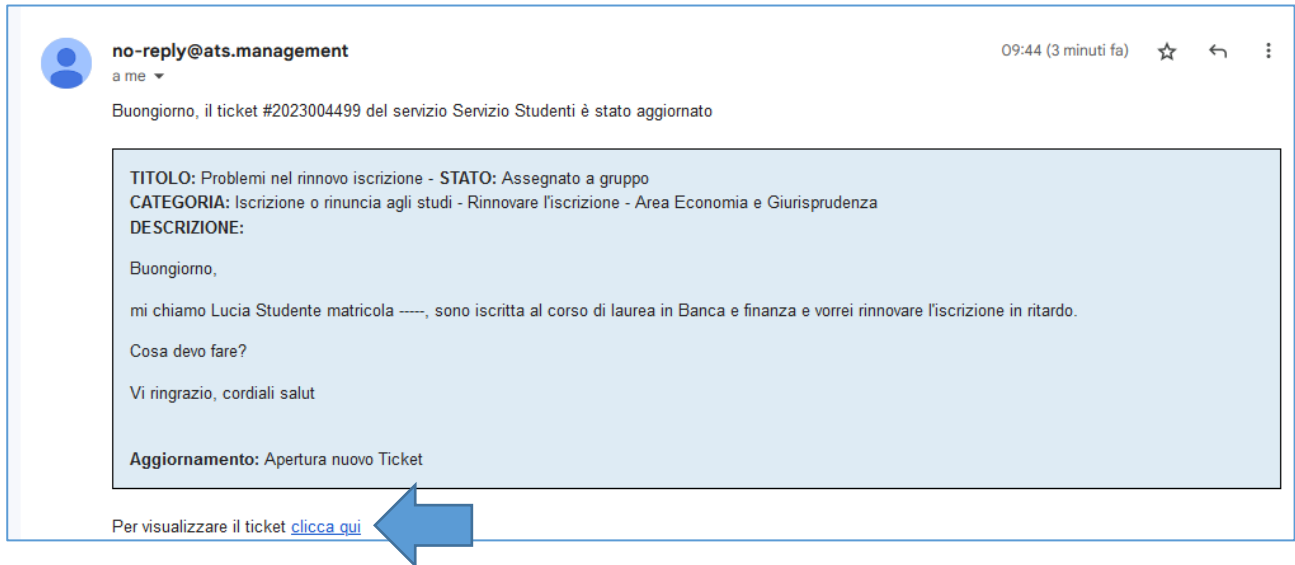 no-reply@ats.management
09:44 (3 minuti fa)
a me
Buongiorno, il ticket #2023004499 del servizio Servizio Studenti è stato aggiornato
TITOLO: Problemi nel rinnovo iscrizione - STATO: Assegnato a gruppo
CATEGORIA: Iscrizione o rinuncia agli studi - Rinnovare l'iscrizione - Area Economia e Giurisprudenza
DESCRIZIONE:
Buongiorno,
mi chiamo Lucia Studente matricola -----, sono iscritta al corso di laurea in Banca e finanza e vorrei rinnovare l'iscrizione in ritardo.
Cosa devo fare?
Vi ringrazio, cordiali salut
Aggiornamento: Apertura nuovo Ticket
Per visualizzare il ticket clicca qui